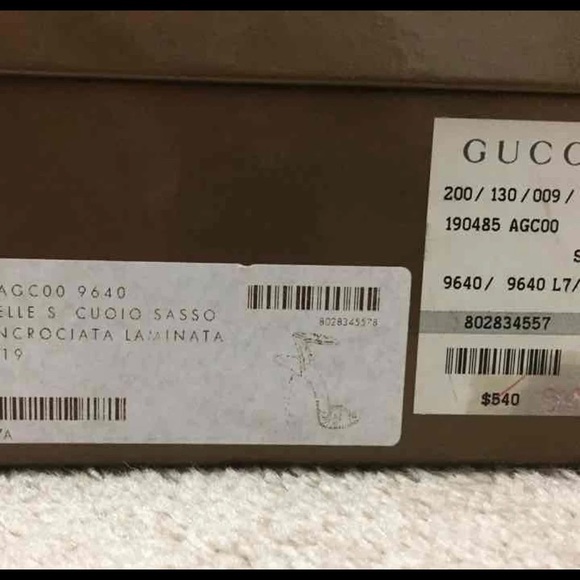 AGC00 9640
ELLE S CUOIO SASSO
NCROCIATA LAMINATA
19
8028345578
7A
GUCC
200/ 130 /009 /
190485 AGC00
S
9640/ 9640 L7/
802834557
$540